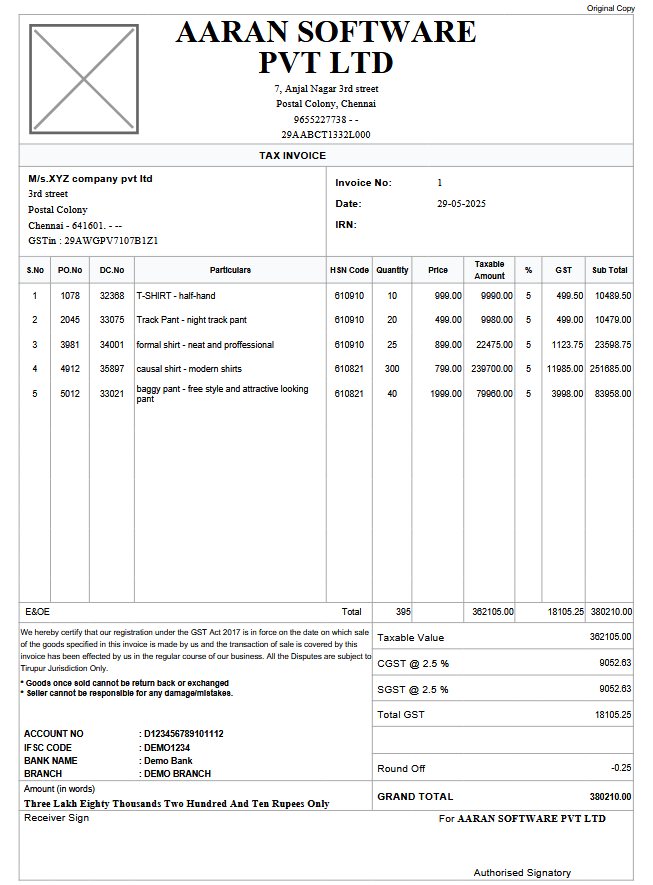 Original Copy
AARAN SOFTWARE
PVT LTD
7, Anjal Nagar 3rd street
Postal Colony, Chennai
9655227738 - -
29AABCT1332L000
TAX INVOICE
M/s.XYZ company pvt ltd
3rd street
Postal Colony
Chennai - 641601. - --
GSTin : 29AWGPV7107B1Z1
Invoice No: 1
Date: 29-05-2025
IRN:
S.No PO.No DC.No Particulars HSN Code Quantity Price Taxable Amount % GST Sub Total
1 1078 32368 T-SHIRT - half-hand 610910 10 999.00 9990.00 5 499.50 10489.50
2 2045 33075 Track Pant - night track pant 610910 20 499.00 9980.00 5 499.00 10479.00
3 3981 34001 formal shirt - neat and proffessional 610910 25 899.00 22475.00 5 1123.75 23598.75
4 4912 35897 causal shirt - modern shirts 610821 300 799.00 239700.00 5 11985.00 251685.00
5 5012 33021 baggy pant - free style and attractive looking pant 610821 40 1999.00 79960.00 5 3998.00 83958.00
E&OE Total 395 362105.00 18105.25 380210.00
We hereby certify that our registration under the GST Act 2017 is in force on the date on which sale
of the goods specified in this invoice is made by us and the transaction of sale is covered by this
invoice has been effected by us in the regular course of our business. All the Disputes are subject to
Tirupur Jurisdiction Only.
* Goods once sold cannot be return back or exchanged
* Seller cannot be responsible for any damage/mistakes.
ACCOUNT NO : D123456789101112
IFSC CODE : DEMO1234
BANK NAME : Demo Bank
BRANCH : DEMO BRANCH
Taxable Value 362105.00
CGST @ 2.5 % 9052.63
SGST @ 2.5 % 9052.63
Total GST 18105.25
Round Off -0.25
GRAND TOTAL 380210.00
Amount (in words)
Three Lakh Eighty Thousands Two Hundred And Ten Rupees Only
Receiver Sign
For AARAN SOFTWARE PVT LTD
Authorised Signatory